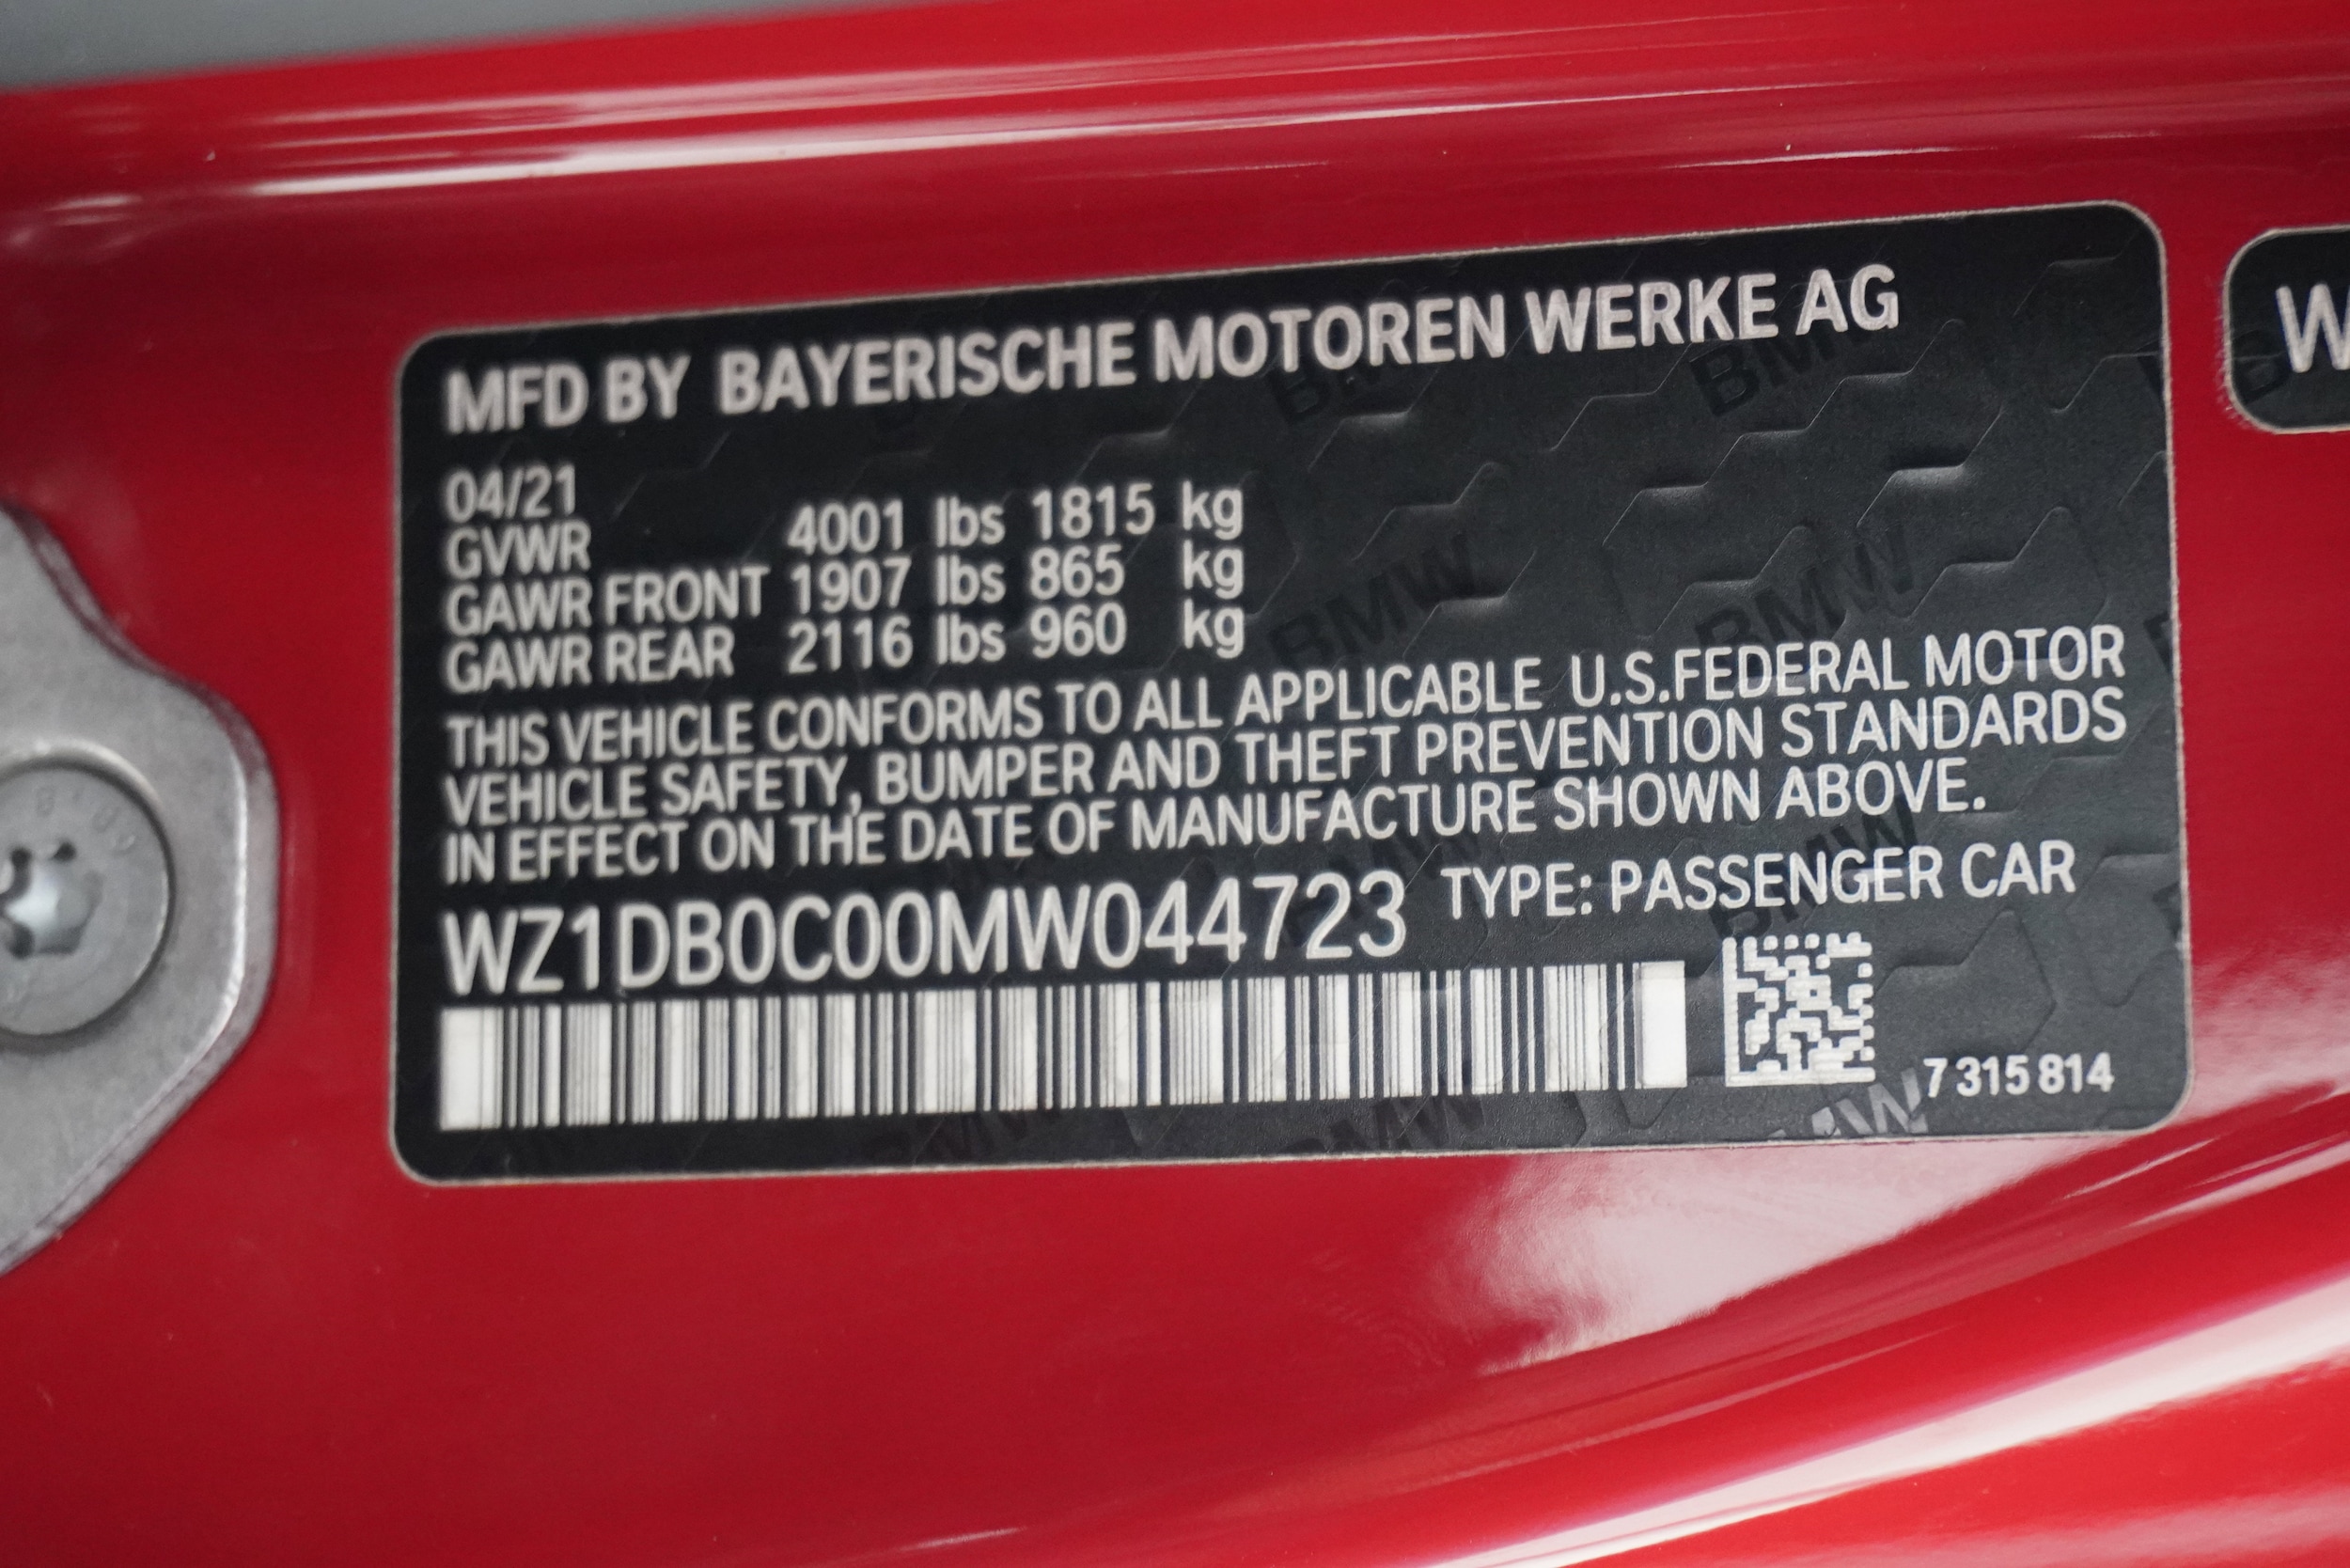 MFD BY BAYERISCHE MOTOREN WERKE AG
04/21
GVWR 4001 lbs 1815 kg
GAWR FRONT 1907 lbs 865 kg
GAWR REAR 2116 lbs 960 kg
THIS VEHICLE CONFORMS TO ALL APPLICABLE U.S.FEDERAL MOTOR
VEHICLE SAFETY, BUMPER AND THEFT PREVENTION STANDARDS
IN EFFECT ON THE DATE OF MANUFACTURE SHOWN ABOVE.
WZ1DB0C00MW044723 TYPE: PASSENGER CAR
7 315 814